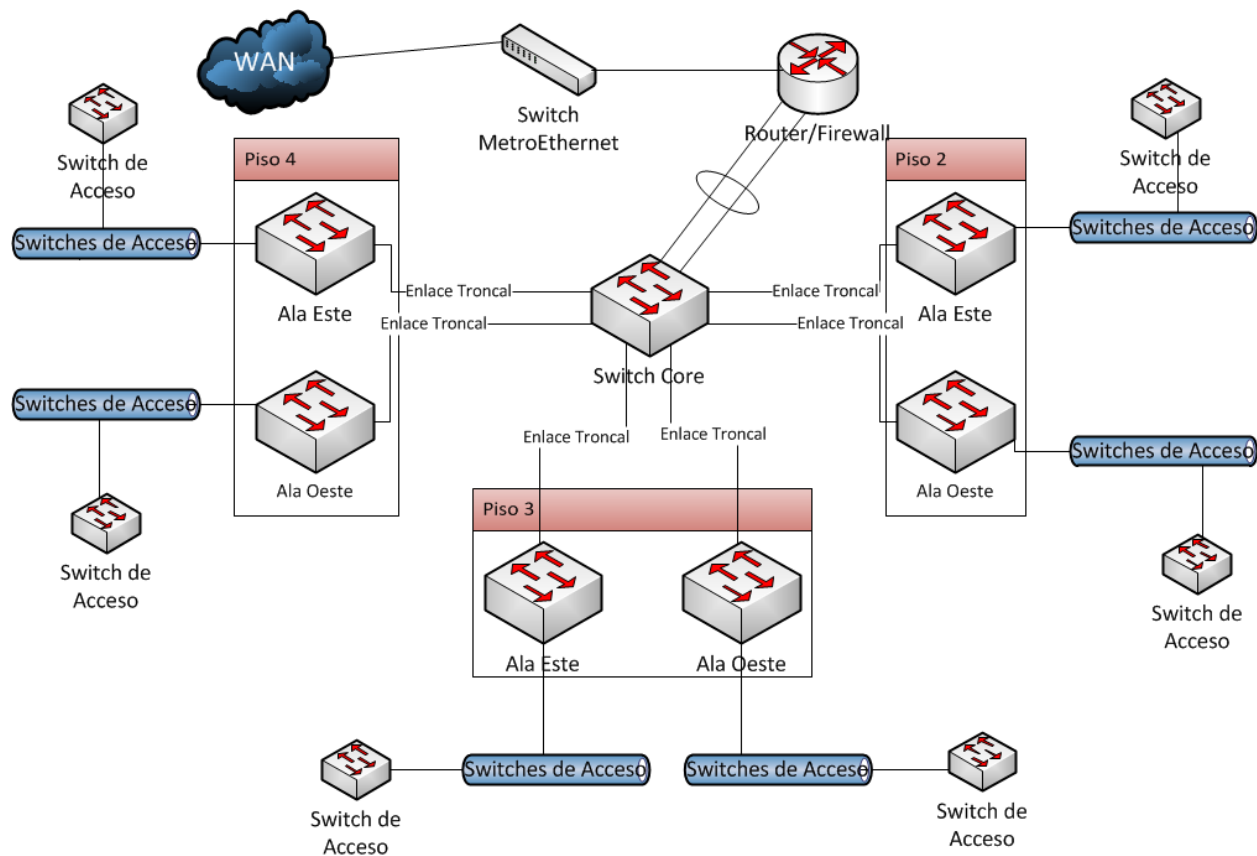 WAN
Switch
MetroEthernet
Router/Firewall
Switch de
Acceso
Switch de
Acceso
Piso 4
Piso 2
Switches de Acceso
Ala Este
Enlace Troncal
Enlace Troncal
Switch Core
Enlace Troncal
Enlace Troncal
Ala Este
Switches de Acceso
Switches de Acceso
Ala Oeste
Enlace Troncal
Enlace Troncal
Ala Oeste
Switches de Acceso
Switch de
Acceso
Switch de
Acceso
Piso 3
Ala Este
Ala Oeste
Switches de Acceso
Switches de Acceso
Switch de
Acceso
Switch de
Acceso